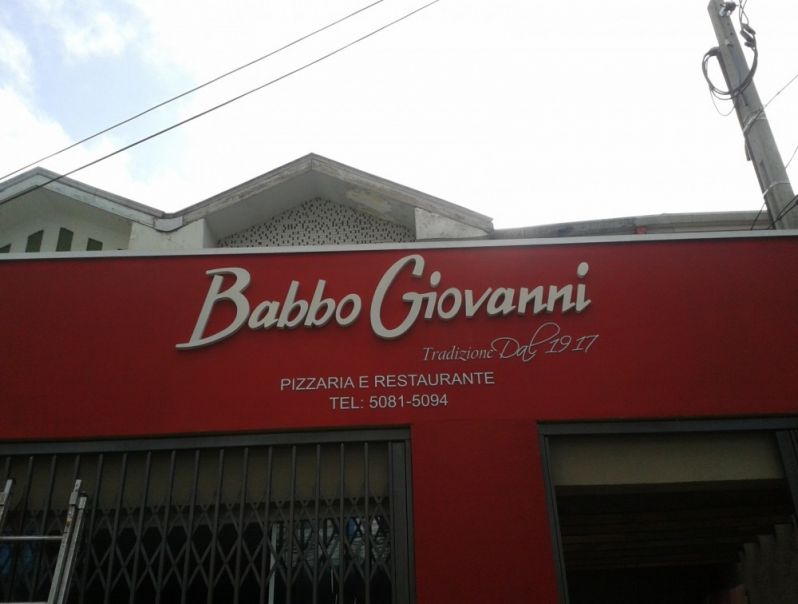 Babbo Giovanni
Tradizione Dal 1917
PIZZARIA E RESTAURANTE
TEL: 5081-5094